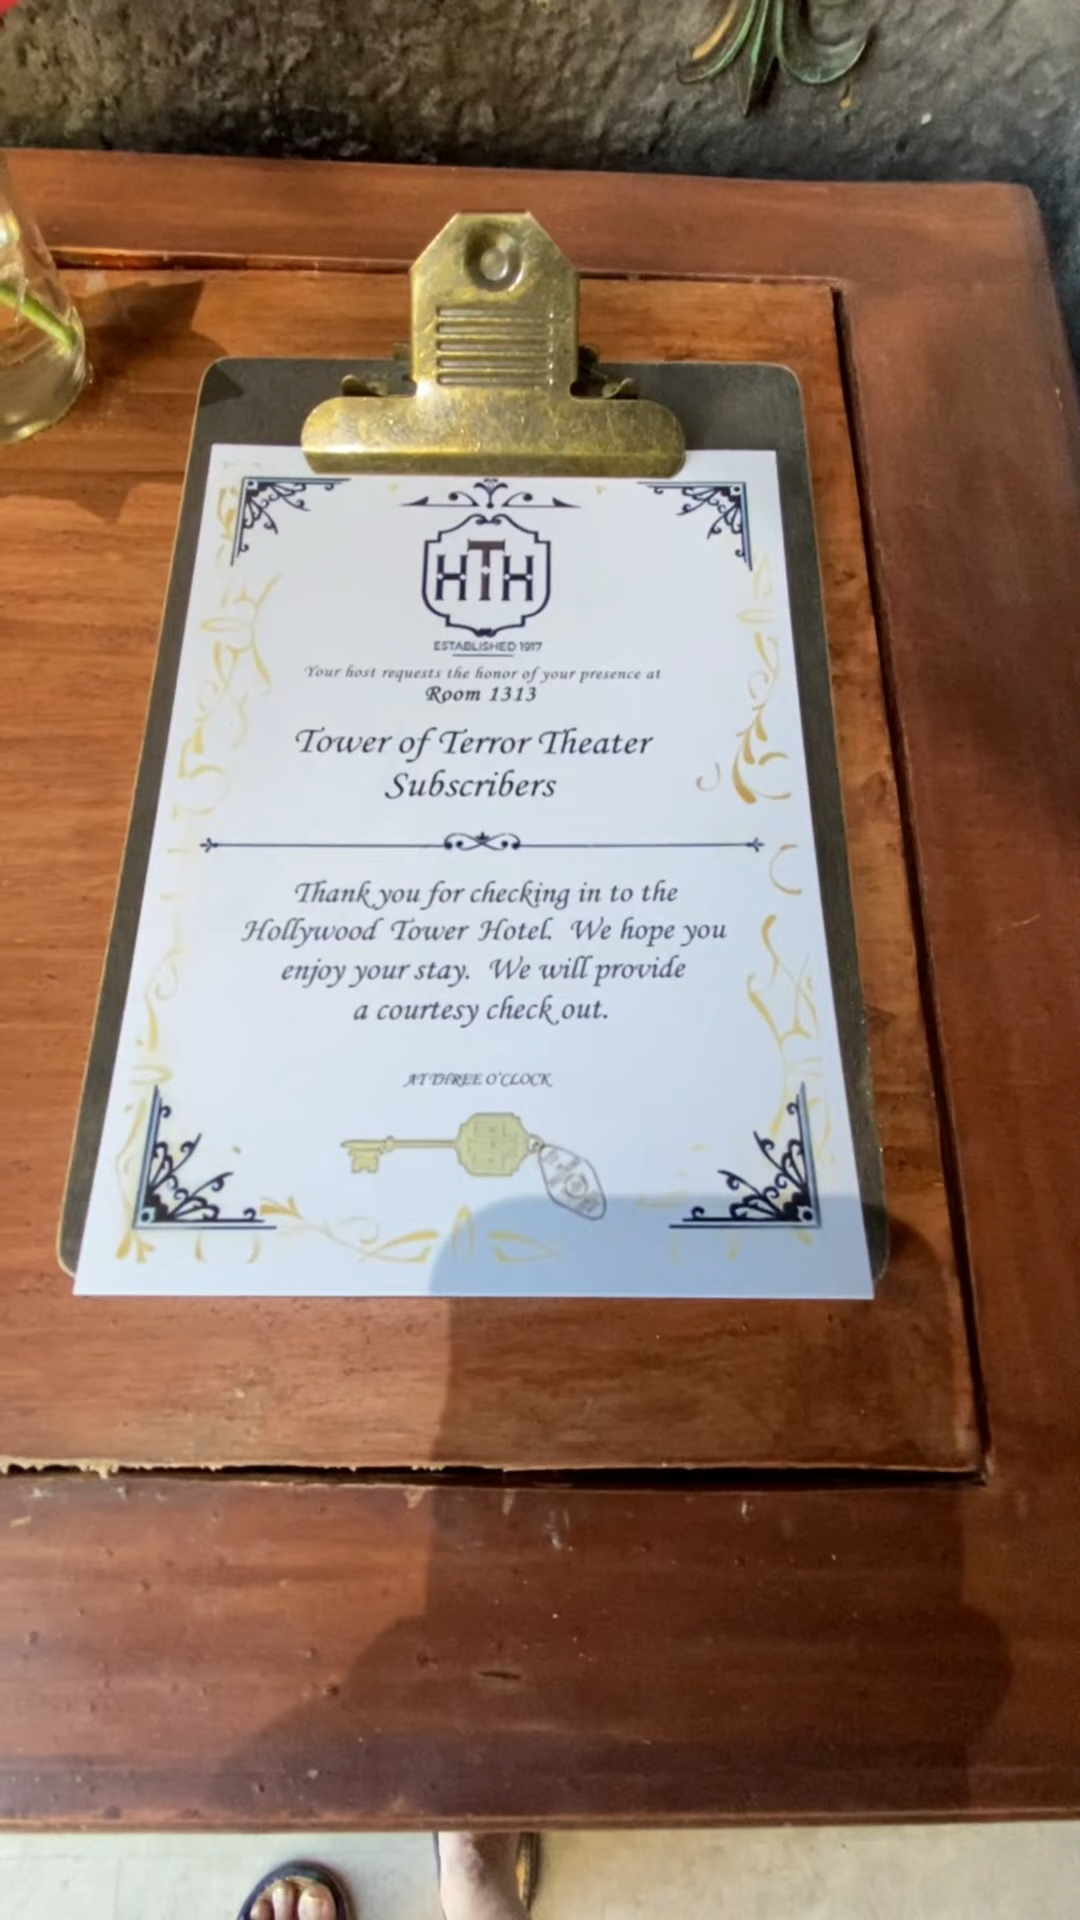 HTH
ESTABLISHED 1917
Your host requests the honor of your presence at
Room 1313
Tower of Terror Theater
Subscribers
Thank you for checking in to the
Hollywood Tower Hotel. We hope you
enjoy your stay. We will provide
a courtesy check out.
AT THREE O'CLOCK